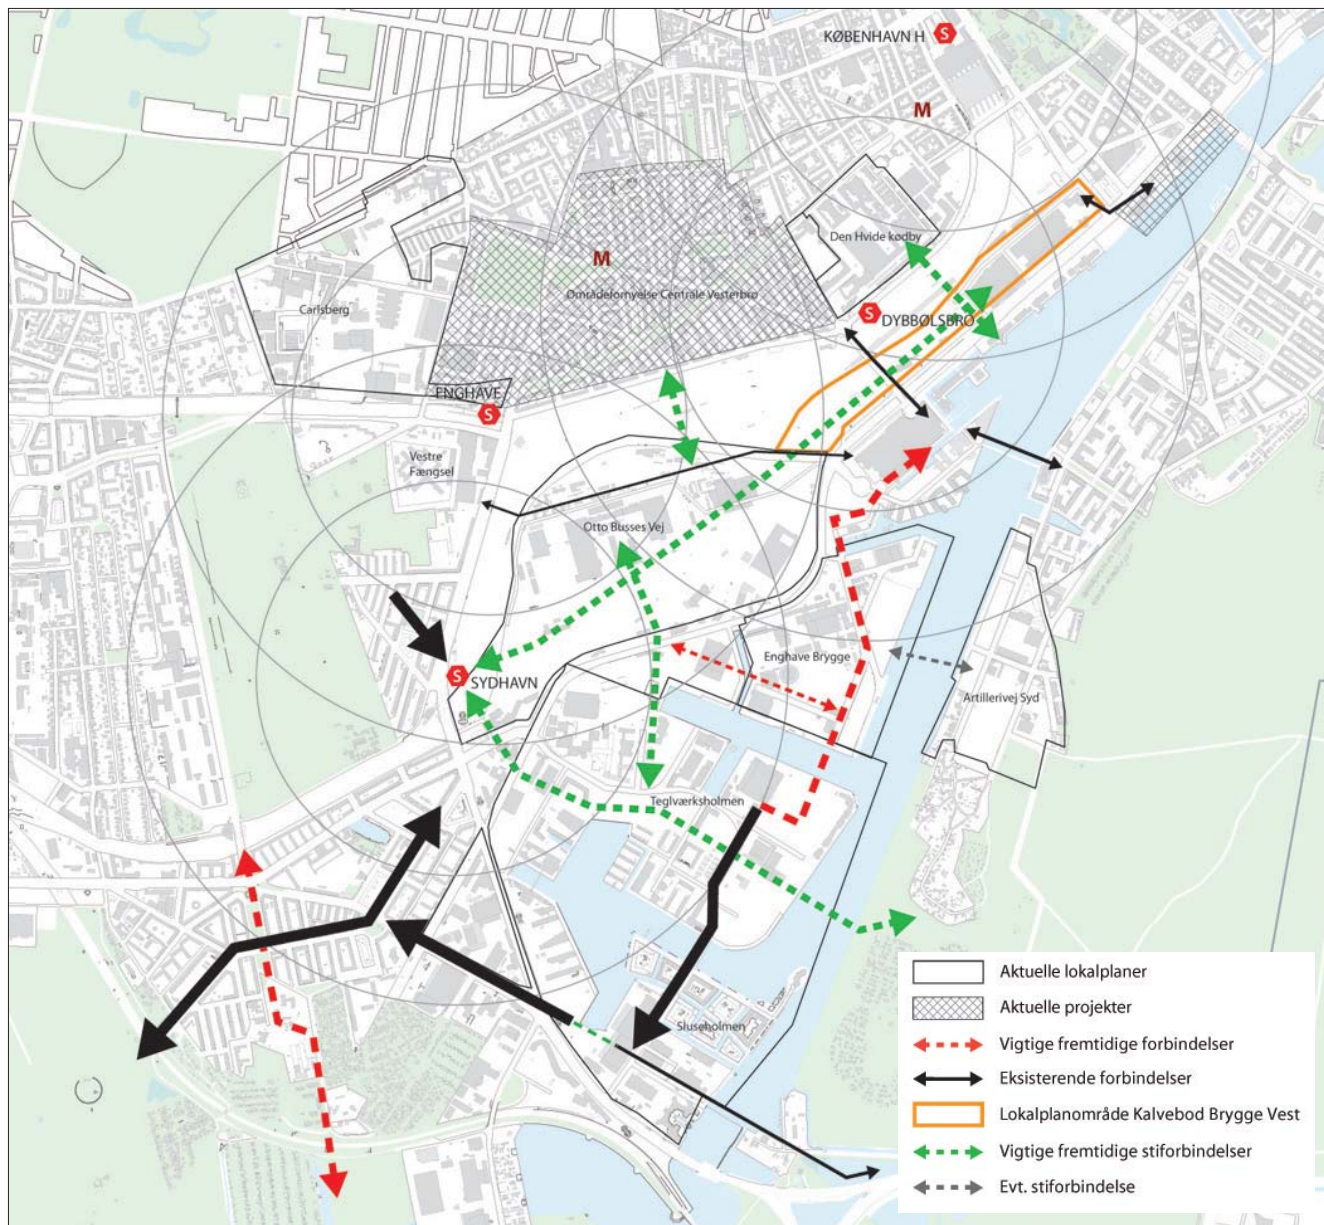 KØBENHAVN H
S
M
Den Hvide kødby
M
Områdefornyelse Centrale Vesterbro
Carlsberg
S
DYBBØLSBRO
ENGHAVE
S
Vestre
Fængsel
Otto Busses Vej
Enghave Brygge
S
SYDHAVN
Artillerivej Syd
Teglværksholmen
Sluseholmen
Aktuelle lokalplaner
Aktuelle projekter
Vigtige fremtidige forbindelser
Eksisterende forbindelser
Lokalplanområde Kalvebod Brygge Vest
Vigtige fremtidige stiforbindelser
Evt. stiforbindelse